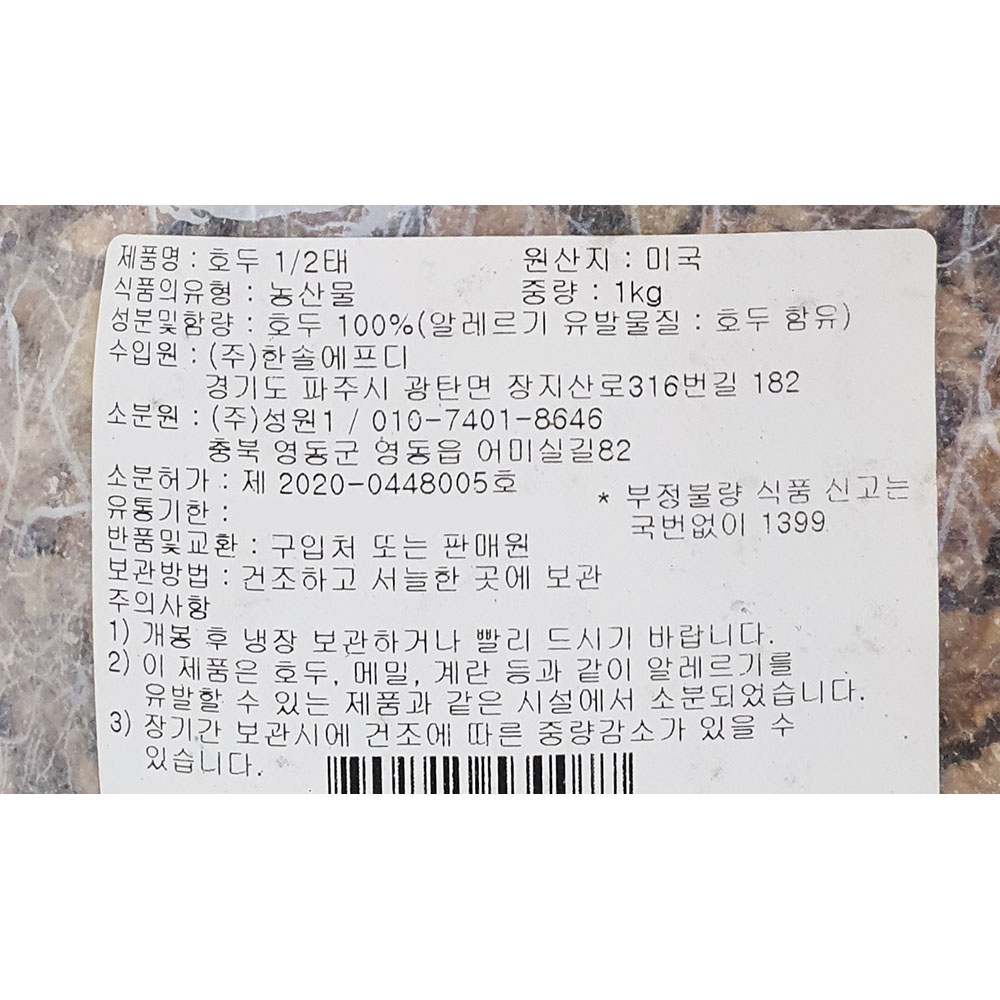 제품명 : 호두 1/2태 원산지 : 미국
식품의유형 : 농산물 중량 : 1kg
성분및함량 : 호두 100%(알레르기 유발물질 : 호두 함유)
수입원 : (주)한솔에프디
경기도 파주시 광탄면 장지산로316번길 182
소분원 : (주)성원1 / 010-7401-8646
충북 영동군 영동읍 어미실길82
소분허가 : 제 2020-0448005호
* 부정불량 식품 신고는
유통기한 :
국번없이 1399
반품및교환 : 구입처 또는 판매원
보관방법 : 건조하고 서늘한 곳에 보관
주의사항
1) 개봉 후 냉장 보관하거나 빨리 드시기 바랍니다.
2) 이 제품은 호두, 메밀, 계란 등과 같이 알레르기를
유발할 수 있는 제품과 같은 시설에서 소분되었습니다.
3) 장기간 보관시에 건조에 따른 중량감소가 있을 수
있습니다.